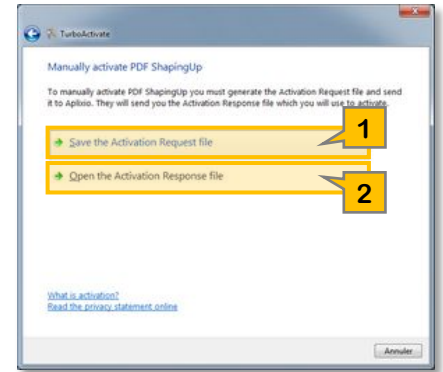 TurboActivate
Manually activate PDF ShapingUp
To manually activate PDF ShapingUp you must generate the Activation Request file and send
it to Aplixio. They will send you the Activation Response file which you will use to activate.
1
Save the Activation Request file
Open the Activation Response file
2
What is activation?
Read the privacy statement online
Annuler